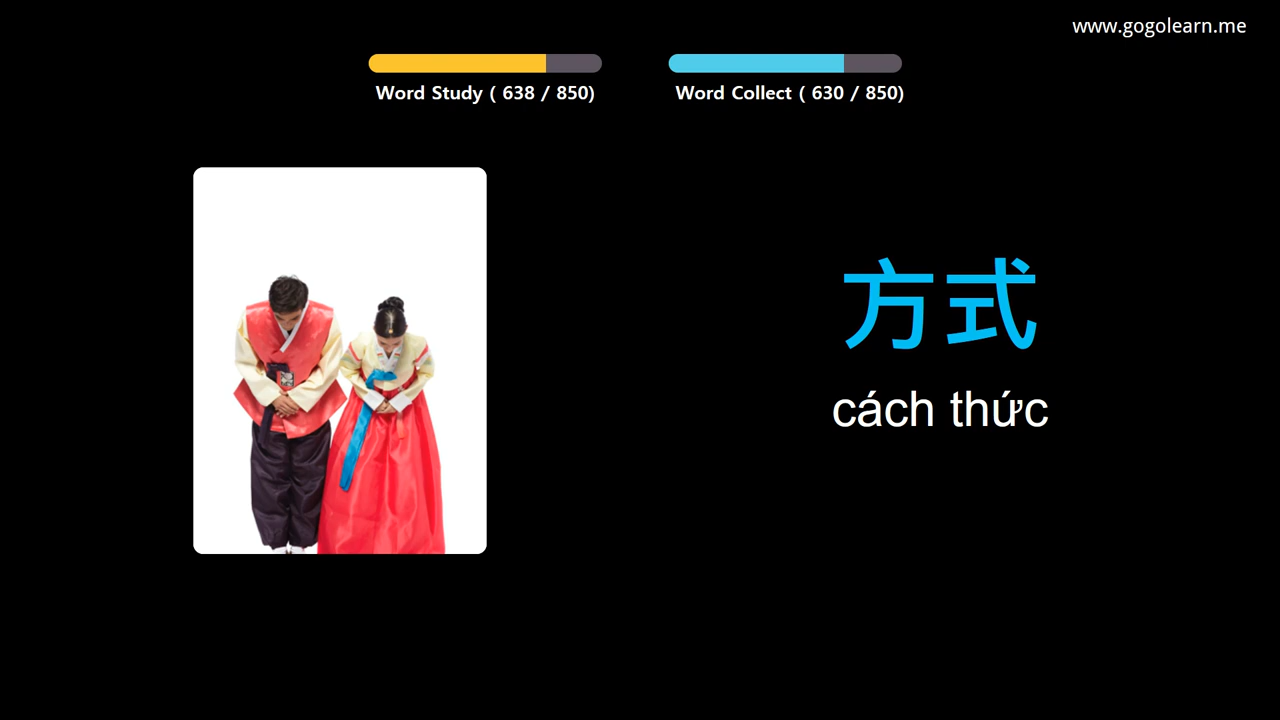 www.gogolearn.me
Word Study ( 638 / 850)
Word Collect ( 630 / 850)
方式
cách thức